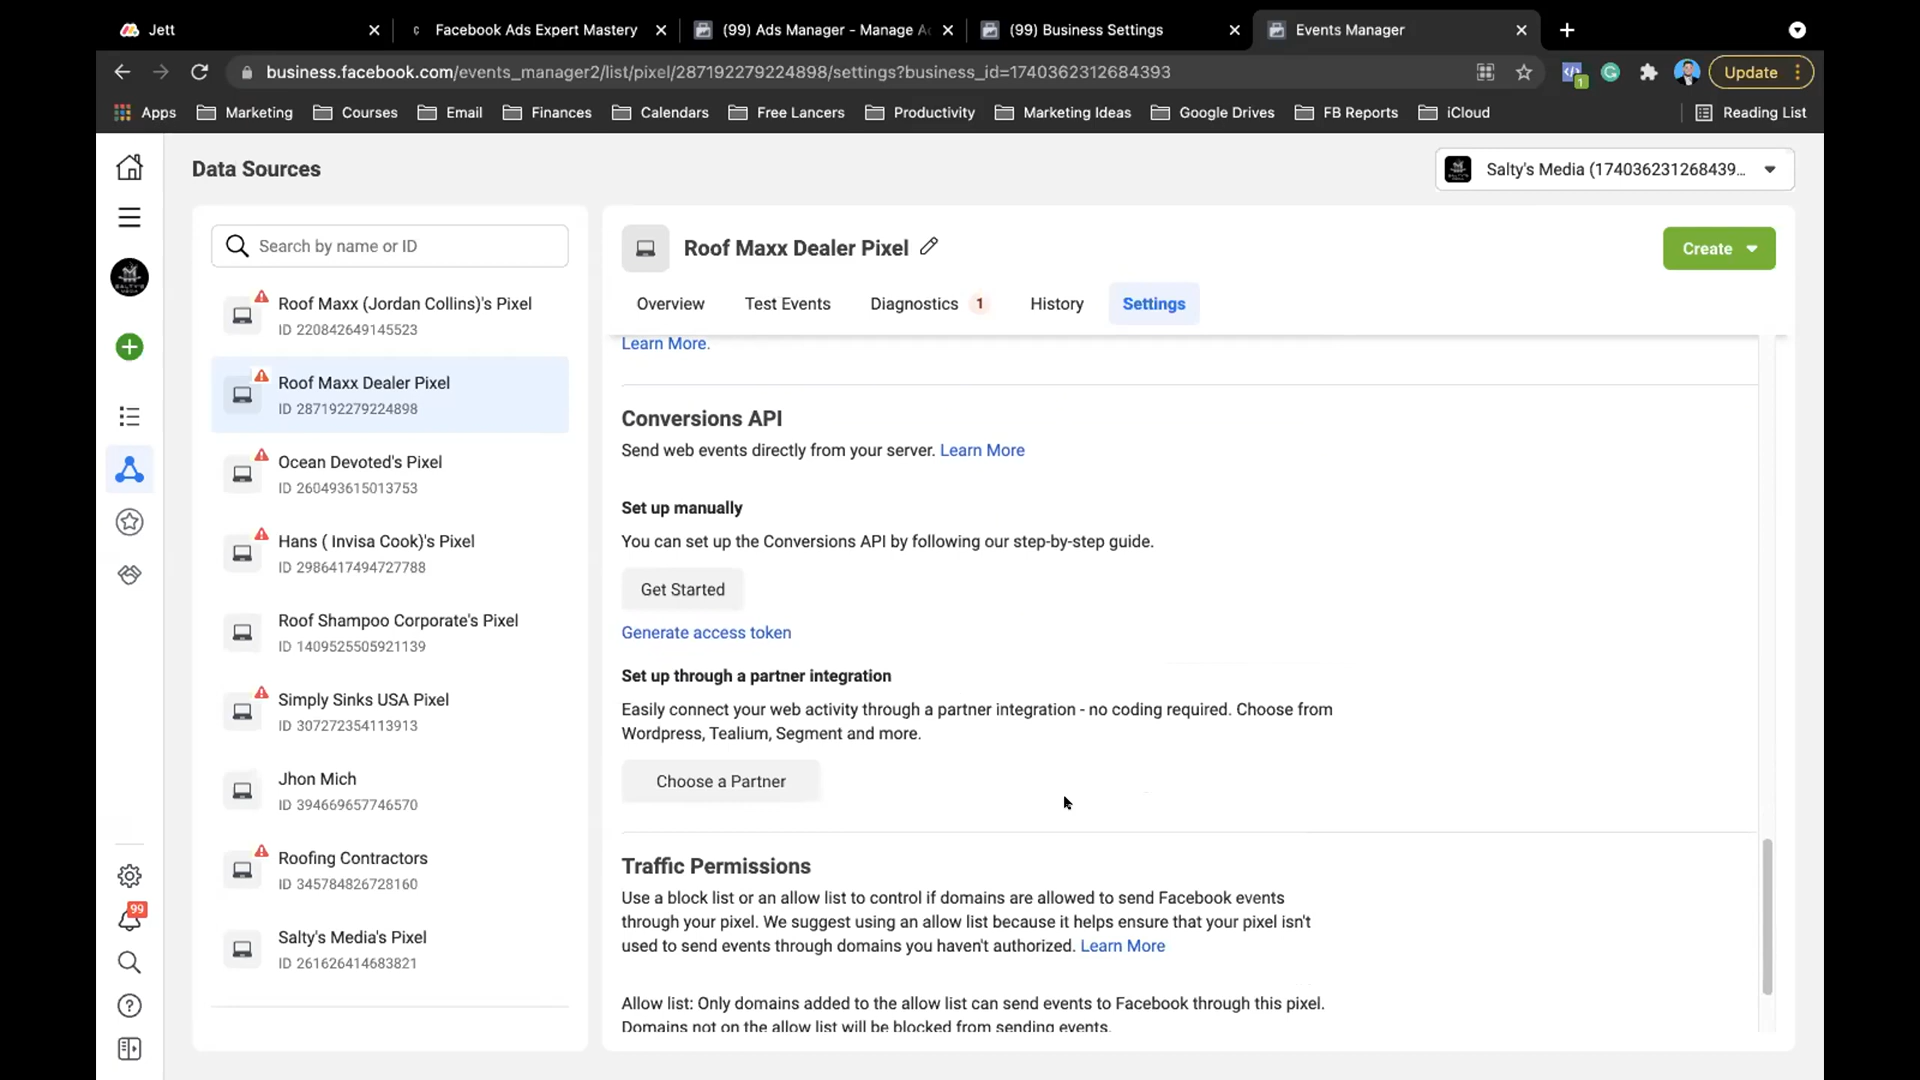 Jett
Facebook Ads Expert Mastery
(99) Ads Manager - Manage
(99) Business Settings
Events Manager
business.facebook.com/events_manager2/list/pixel/287192279224898/settings?business_id=1740362312684393
1
Update
Apps
Marketing
Courses
Email
Finances
Calendars
Free Lancers
Productivity
Marketing Ideas
Google Drive
FB Reports
iCloud
Reading List
Data Sources
Salty's Media (174036231268439...
Search by name or ID
Roof Maxx (Jordan Collins)'s Pixel
ID 220842649145523
Roof Maxx Dealer Pixel
ID 287192279224898
Ocean Devoted's Pixel
ID 260493615013753
Hans ( Invisa Cook)'s Pixel
ID 2986417494727788
Roof Shampoo Corporate's Pixel
ID 1409525505921139
Simply Sinks USA Pixel
ID 307272354113913
Jhon Mich
ID 394669657746570
Roofing Contractors
ID 345784826728160
Salty's Media's Pixel
ID 261626414683821
99
Roof Maxx Dealer Pixel
Create
Overview
Test Events
Diagnostics 1
History
Settings
Learn More.
Conversions API
Send web events directly from your server. Learn More
Set up manually
You can set up the Conversions API by following our step-by-step guide.
Get Started
Generate access token
Set up through a partner integration
Easily connect your web activity through a partner integration - no coding required. Choose from
Wordpress, Tealium, Segment and more.
Choose a Partner
Traffic Permissions
Use a block list or an allow list to control if domains are allowed to send Facebook events
through your pixel. We suggest using an allow list because it helps ensure that your pixel isn't
used to send events through domains you haven't authorized. Learn More
Allow list: Only domains added to the allow list can send events to Facebook through this pixel.
Domains not on the allow list will be blocked from sending events.